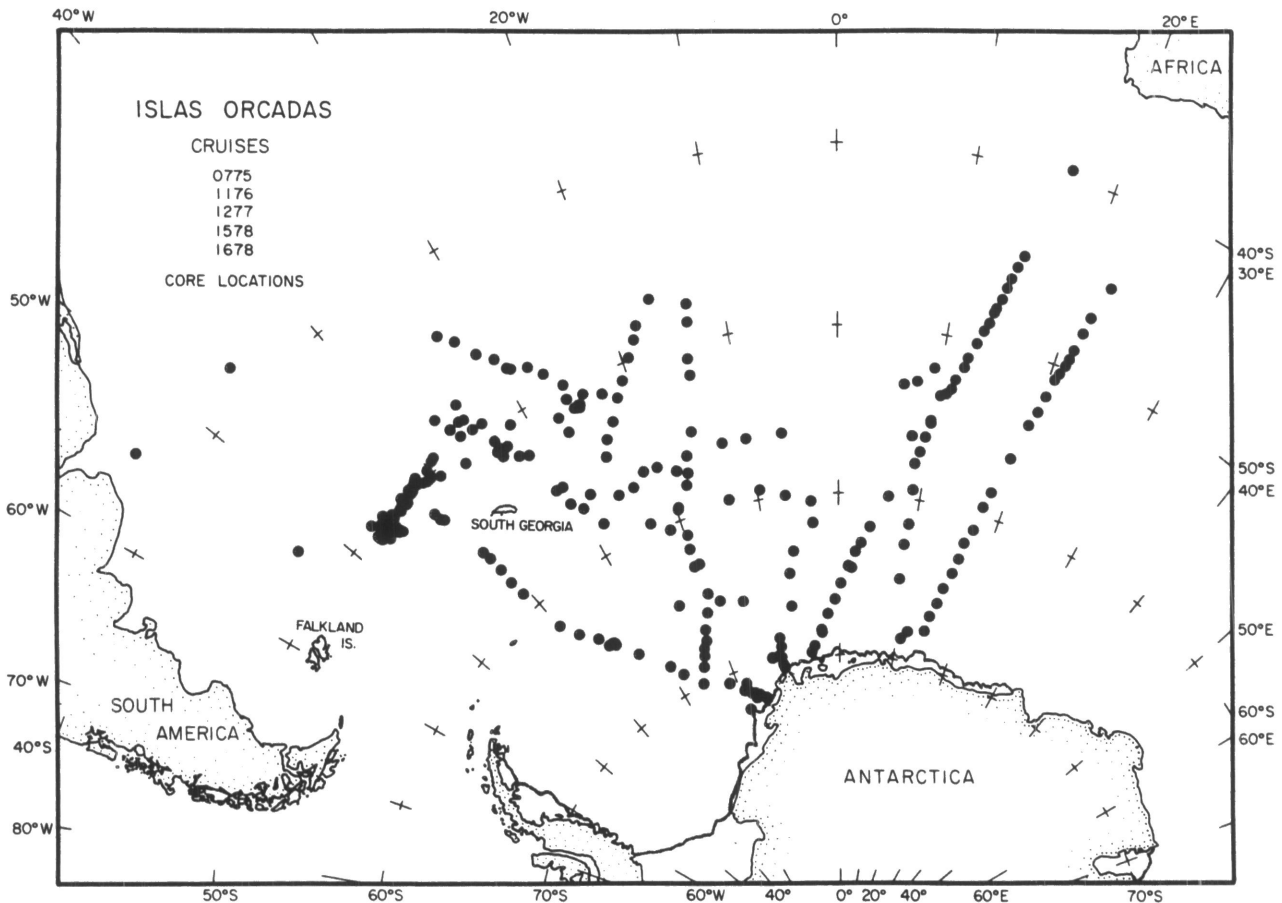 40°W 20°W 0° 20°E
AFRICA
ISLAS ORCADAS
CRUISES
0775
1176
1277
1578
1678
CORE LOCATIONS
40°S
30°E
50°W
50°S
40°E
60°W
SOUTH GEORGIA
FALKLAND
IS.
50°E
70°W
SOUTH
AMERICA
60°S
60°E
40°S
ANTARCTICA
80°W
50°S 60°S 70°S 60°W 40° 0° 20° 40° 60°E 70°S